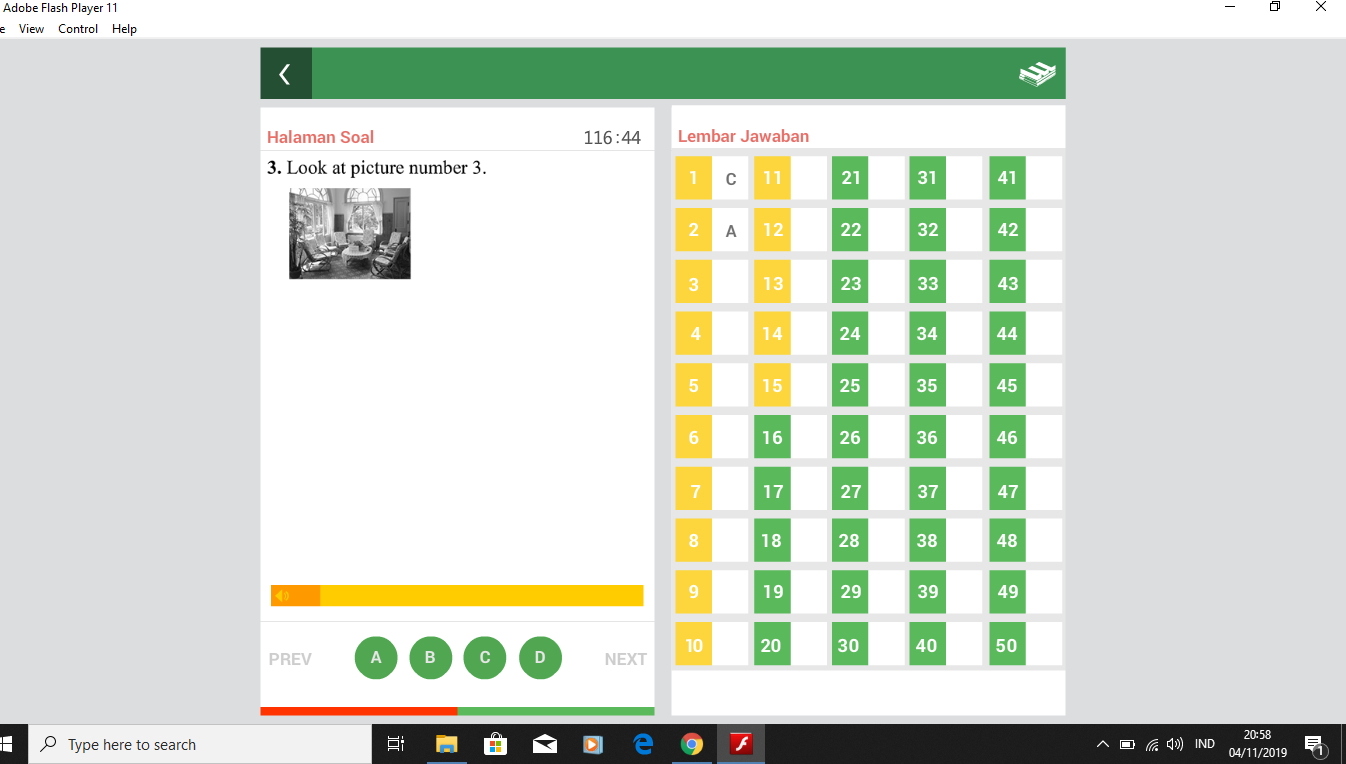 Adobe Flash Player 11
e View Control Help
Halaman Soal 116:44
3. Look at picture number 3.
PREV A B C D NEXT
Lembar Jawaban
1 C 11 21 31 41
2 A 12 22 32 42
3 13 23 33 43
4 14 24 34 44
5 15 25 35 45
6 16 26 36 46
7 17 27 37 47
8 18 28 38 48
9 19 29 39 49
10 20 30 40 50
Type here to search
IND
20:58
04/11/2019
1